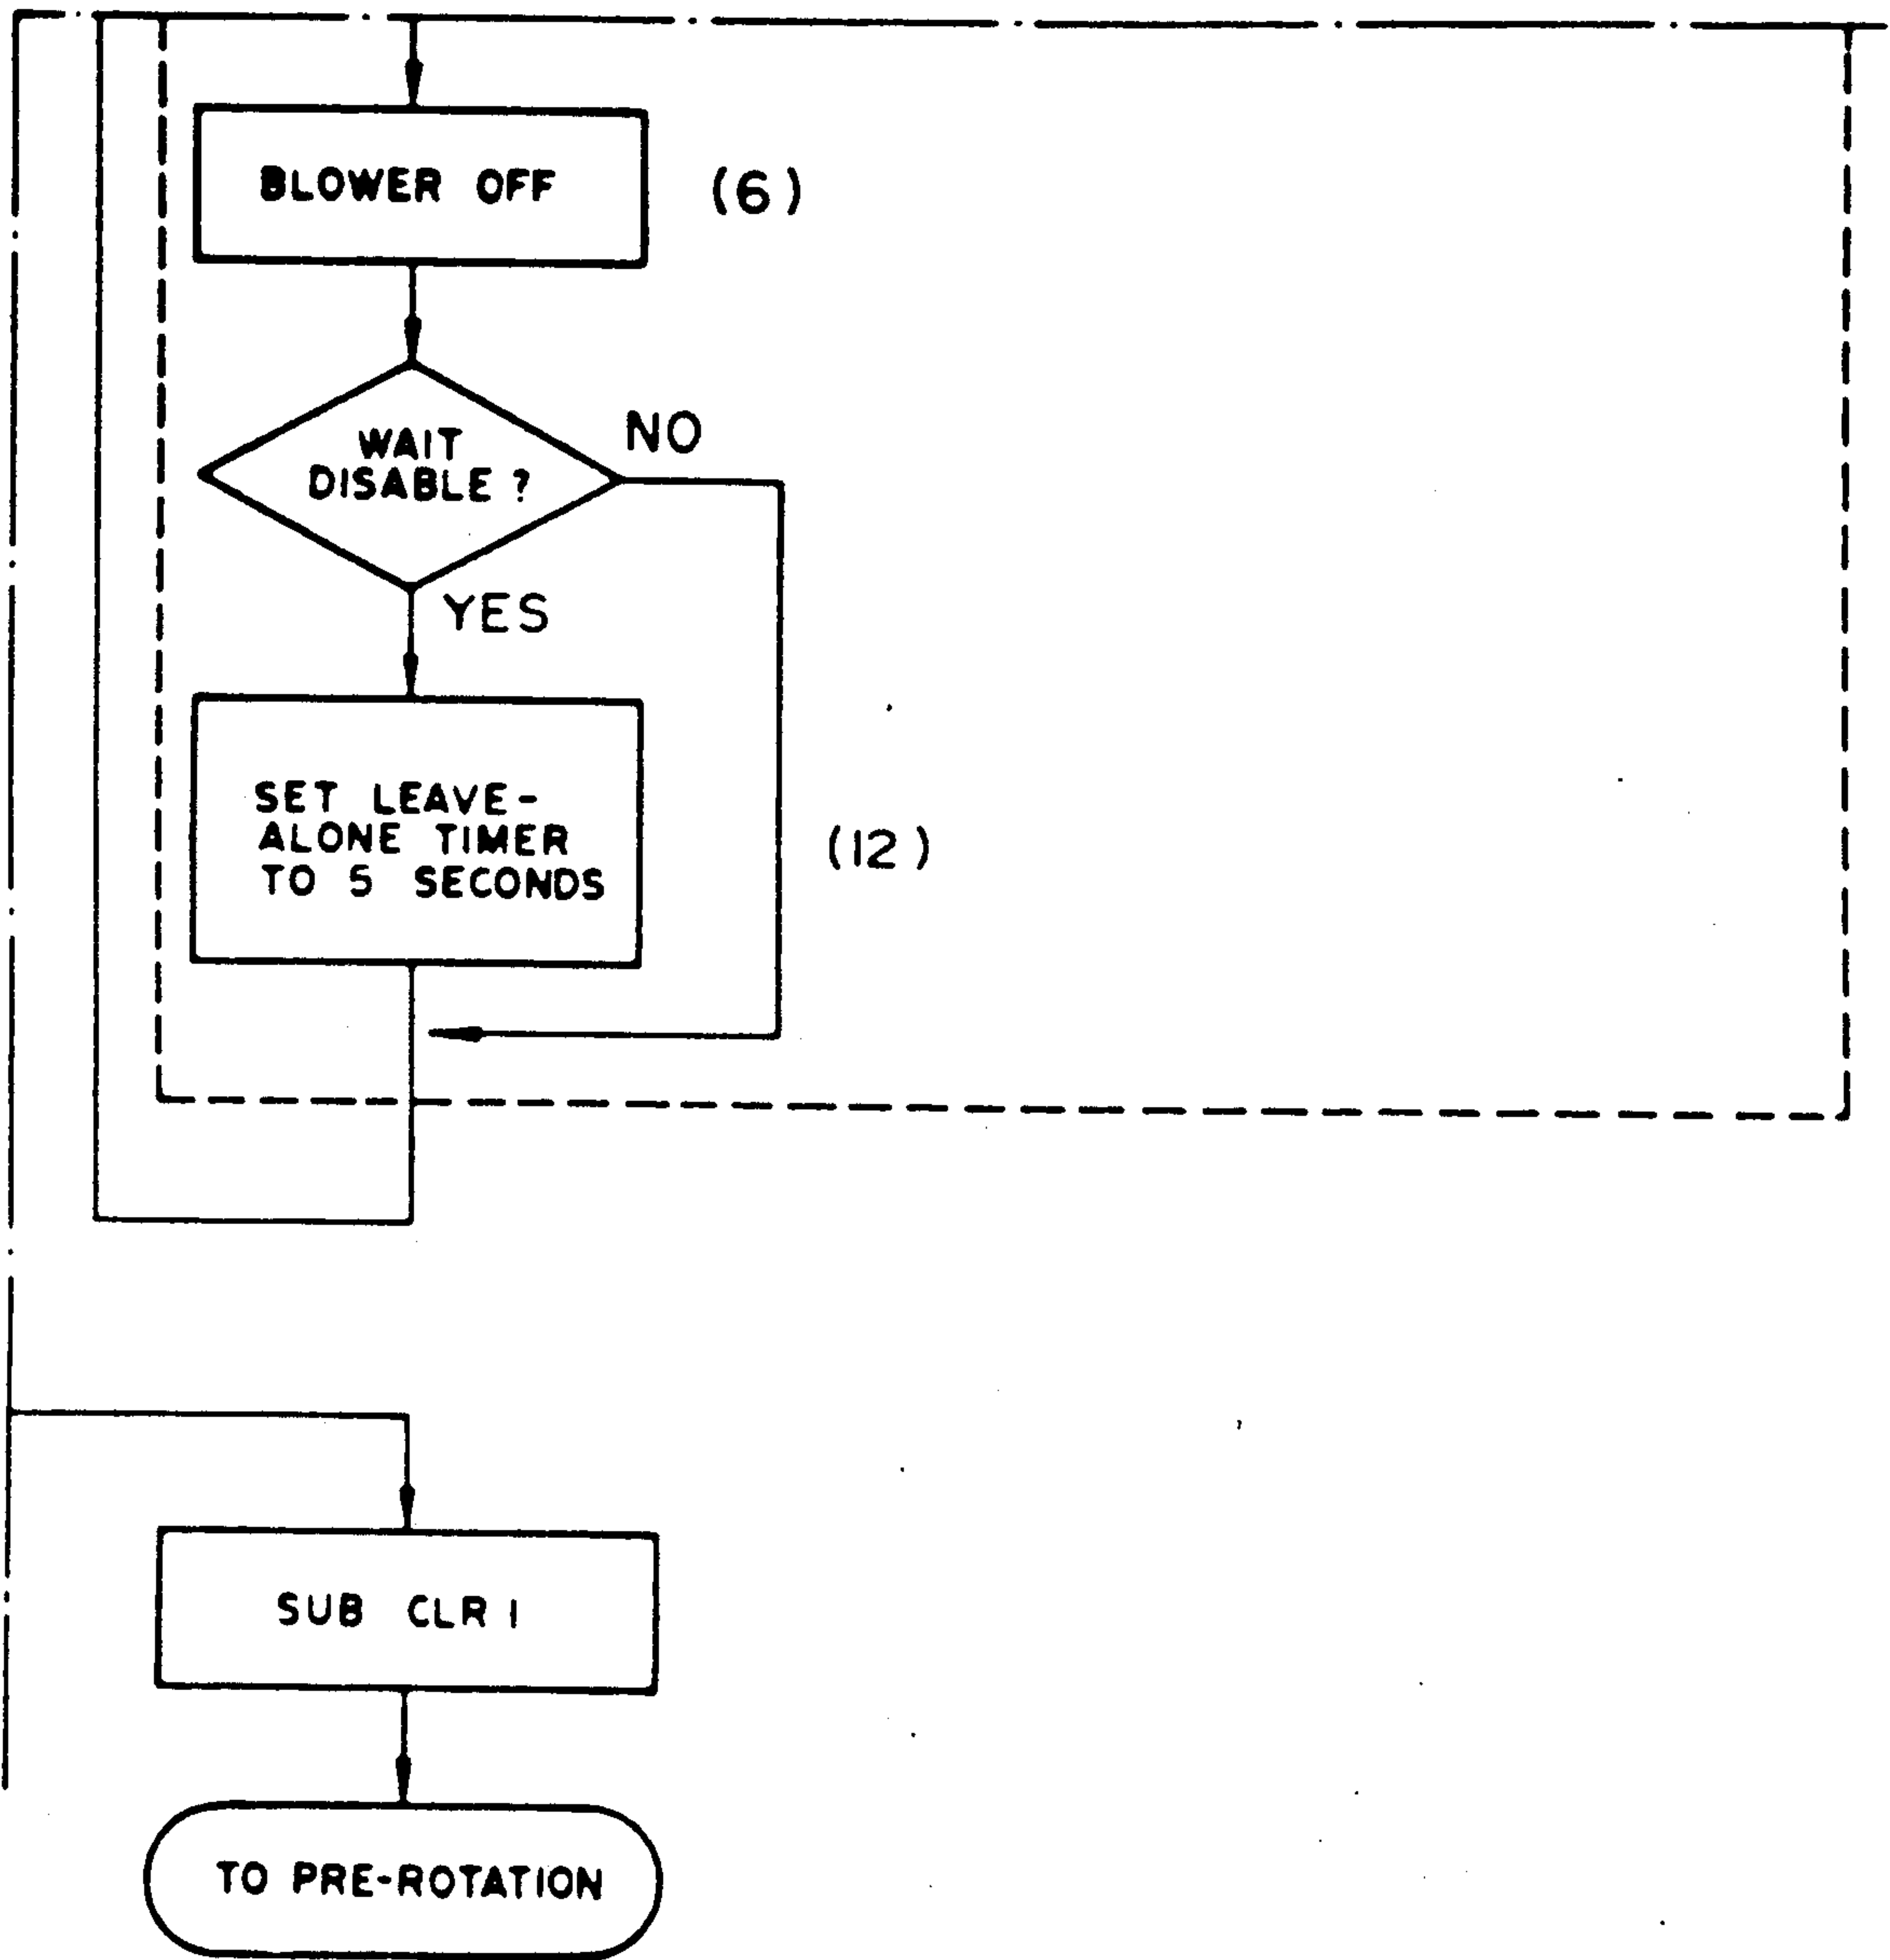 BLOWER OFF
(6)
WAIT
DISABLE ?
NO
YES
SET LEAVE-
ALONE TIMER
TO 5 SECONDS
(12)
SUB CLR 1
TO PRE-ROTATION